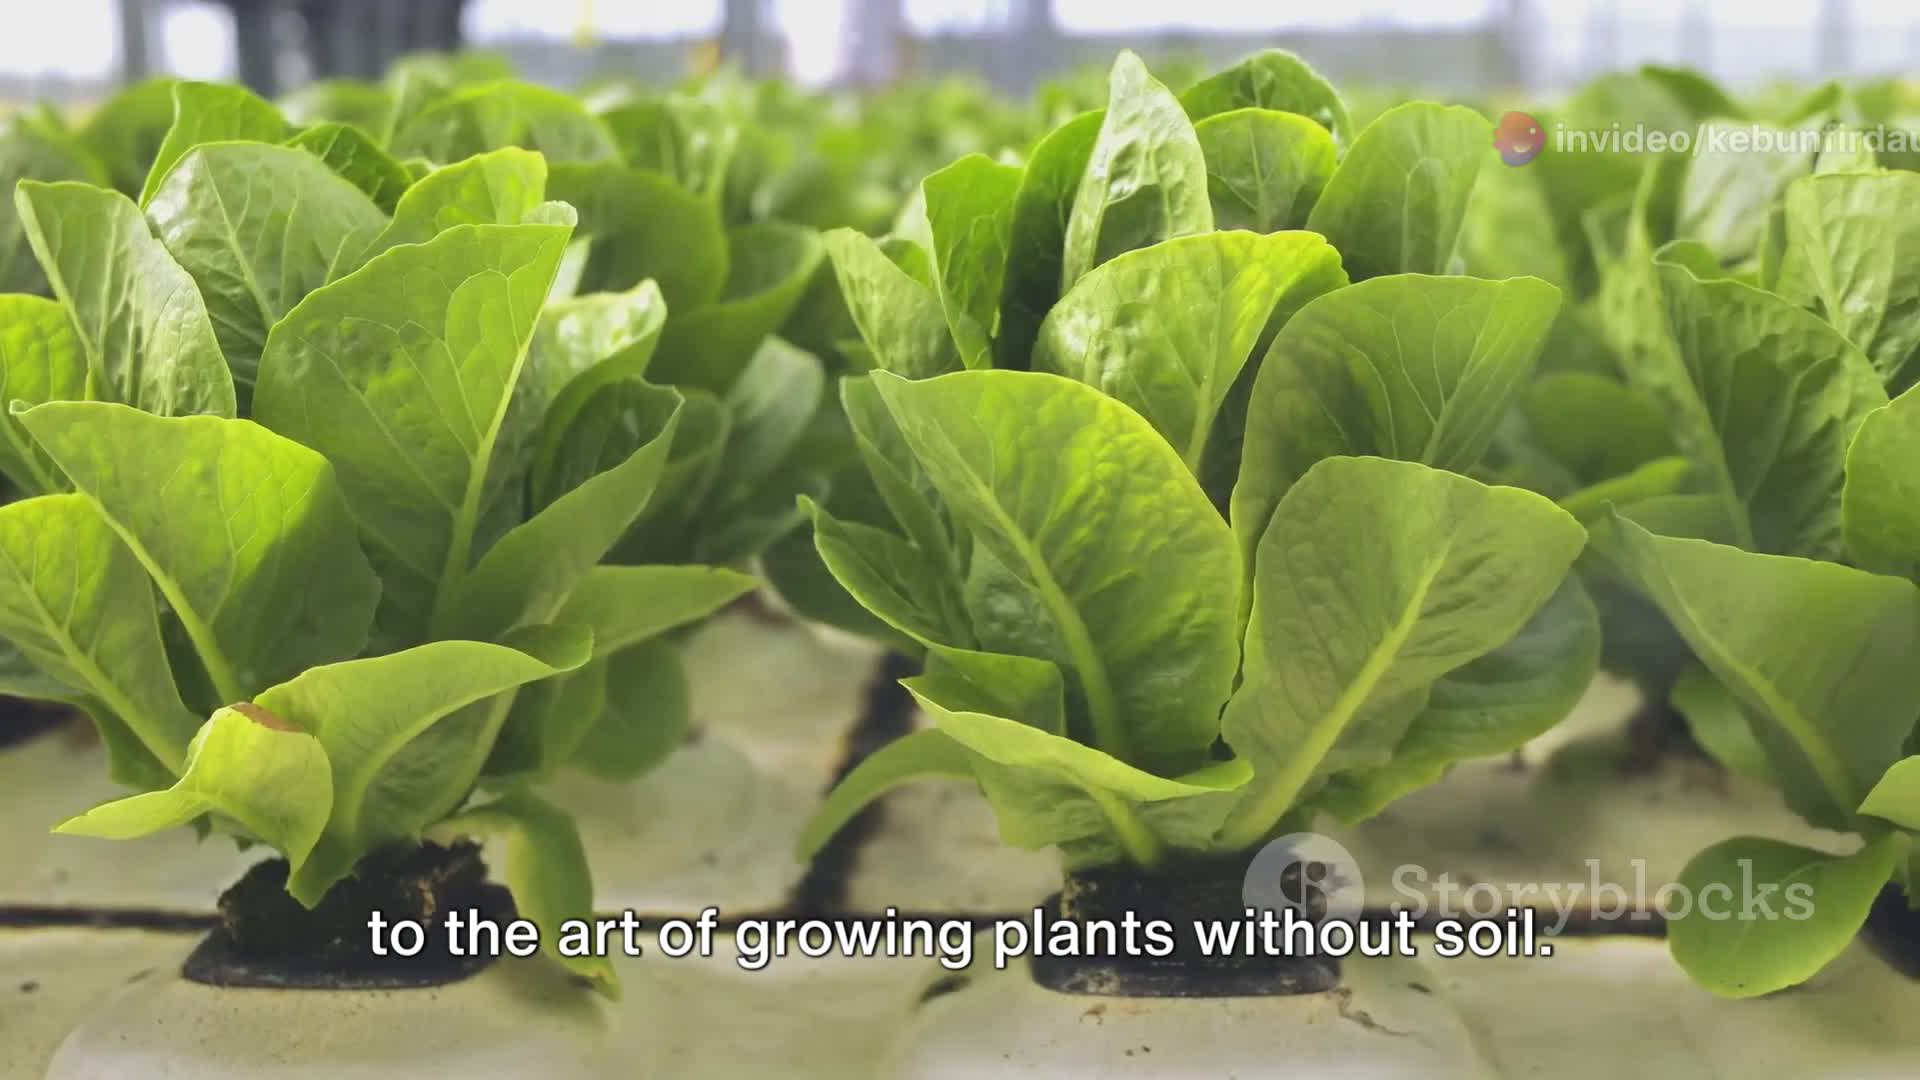 invideo/kebunfirdau
Storyblocks
to the art of growing plants without soil.